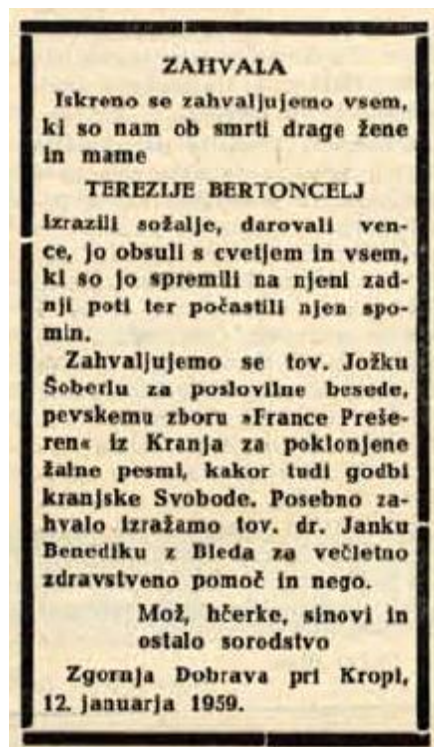 ZAHVALA
Iskreno se zahvaljujemo vsem,
ki so nam ob smrti drage žene
in mame
TEREZIJE BERTONCELJ
izrazili sožalje, darovali ven-
ce, jo obsuli s cvetjem in vsem,
ki so jo spremili na njeni zad-
nji poti ter počastili njen spo-
min.
Zahvaljujemo se tov. Jožku
Šoberlu za poslovilne besede,
pevskemu zboru »France Preše-
ren« iz Kranja za poklonjene
žalne pesmi, kakor tudi godbi
kranjske Svobode. Posebno za-
hvalo izražamo tov. dr. Janku
Benediku z Bleda za večletno
zdravstveno pomoč in nego.
Mož, hčerke, sinovi in
ostalo sorodstvo
Zgornja Dobrava pri Kropi,
12. januarja 1959.